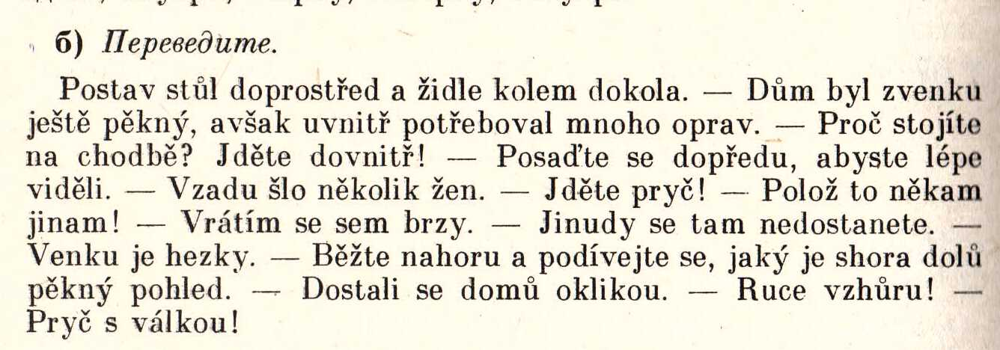 б) Переведите.
Postav stůl doprostřed a židle kolem dokola. — Dům byl zvenku
ještě pěkný, avšak uvnitř potřeboval mnoho oprav. — Proč stojíte
na chodbě? Jděte dovnitř! — Posaďte se dopředu, abyste lépe
viděli. — Vzadu šlo několik žen. — Jděte pryč! — Polož to někam
jinam! — Vrátím se sem brzy. — Jinudy se tam nedostanete. —
Venku je hezky. — Běžte nahoru a podívejte se, jaký je shora dolů
pěkný pohled. — Dostali se domů oklikou. — Ruce vzhůru! —
Pryč s válkou!